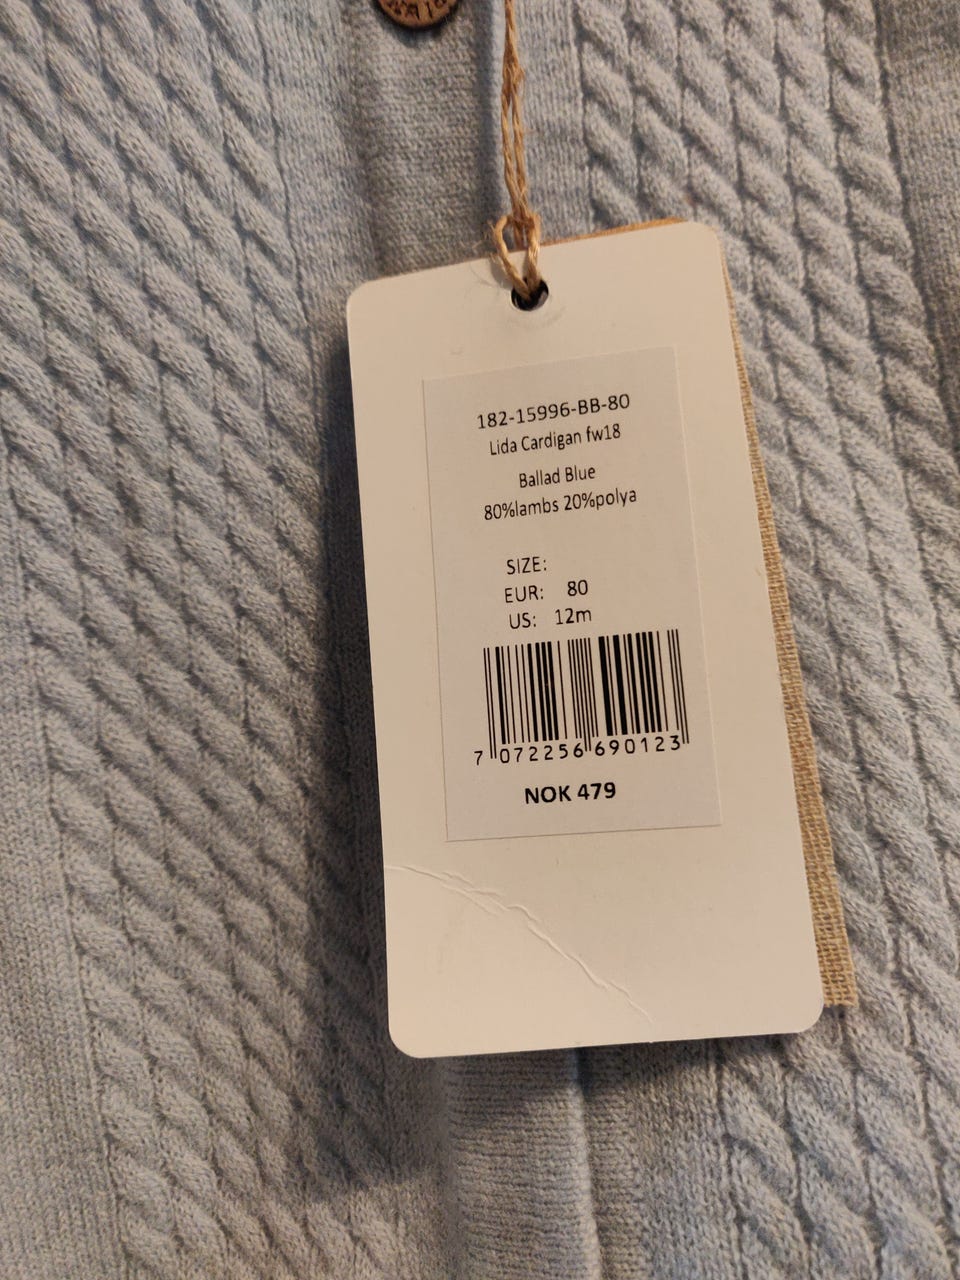 182-15996-BB-80
Lida Cardigan fw18
Ballad Blue
80%lambs 20%polya
SIZE:
EUR: 80
US: 12m
7 072256 690123
NOK 479